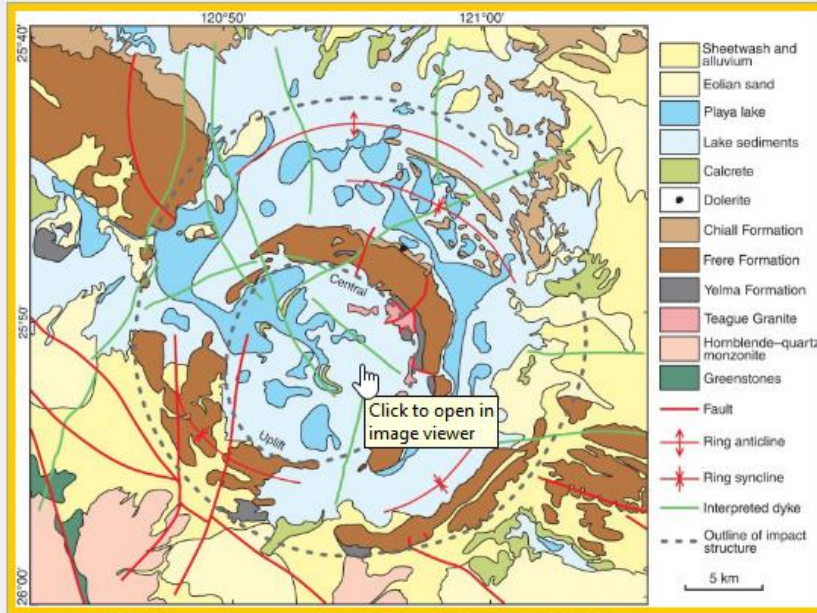 120°50'
121°00'
25°40'
25°50'
26°00'
Central
Uplift
Click to open in
image viewer
Sheetwash and
alluvium
Eolian sand
Playa lake
Lake sediments
Calcrete
Dolerite
Chiall Formation
Frere Formation
Yelma Formation
Teague Granite
Hornblende–quartz
monzonite
Greenstones
Fault
Ring anticline
Ring syncline
Interpreted dyke
Outline of impact
structure
5 km